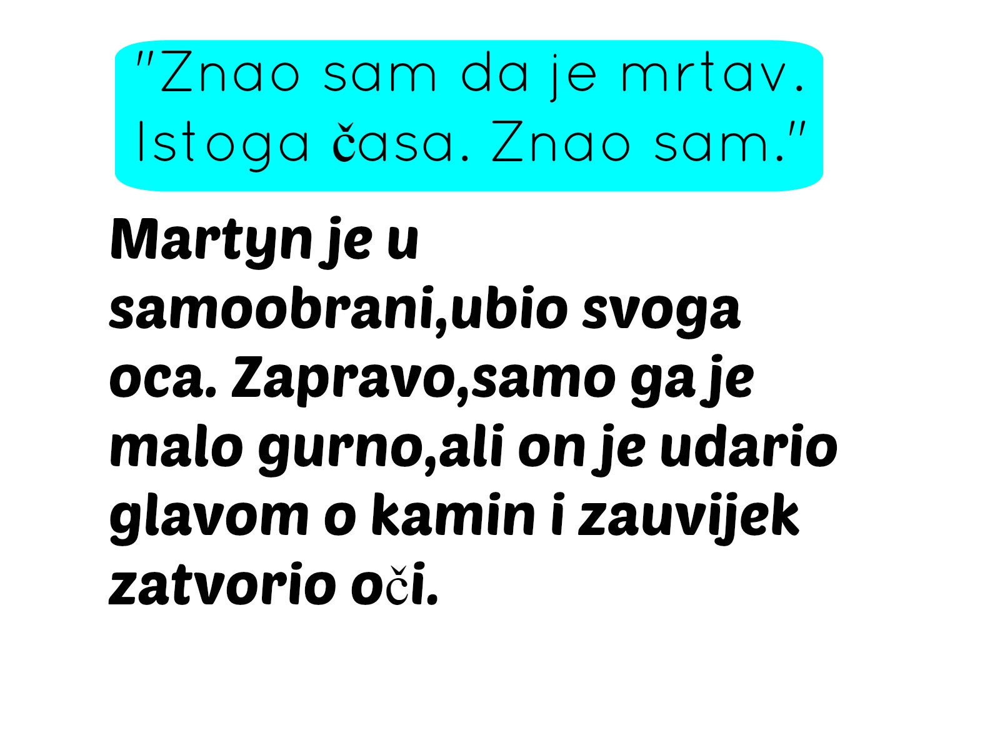 "Znao sam da je mrtav.
Istoga časa. Znao sam."
Martyn je u
samoobrani,ubio svoga
oca. Zapravo,samo ga je
malo gurno,ali on je udario
glavom o kamin i zauvijek
zatvorio oči.